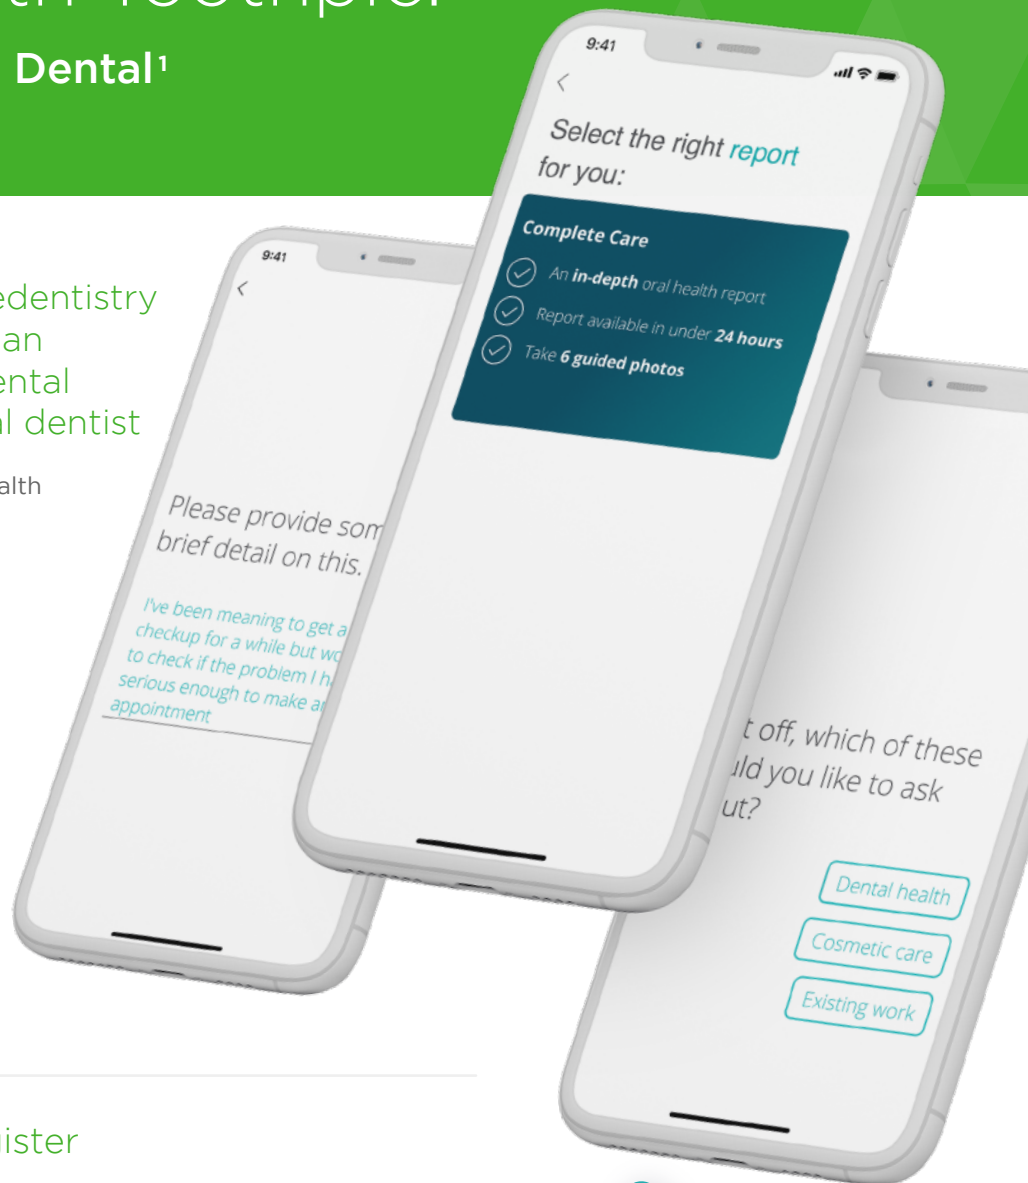 Dental¹
edentistry
an
ental
al dentist
alth
ister
9:41
Please provide som
brief detail on this.
I've been meaning to get a
checkup for a while but wo
to check if the problem I ha
serious enough to make an
appointment
9:41
Select the right report
for you:
Complete Care
An in-depth oral health report
Report available in under 24 hours
Take 6 guided photos
t off, which of these
uld you like to ask
ut?
Dental health
Cosmetic care
Existing work